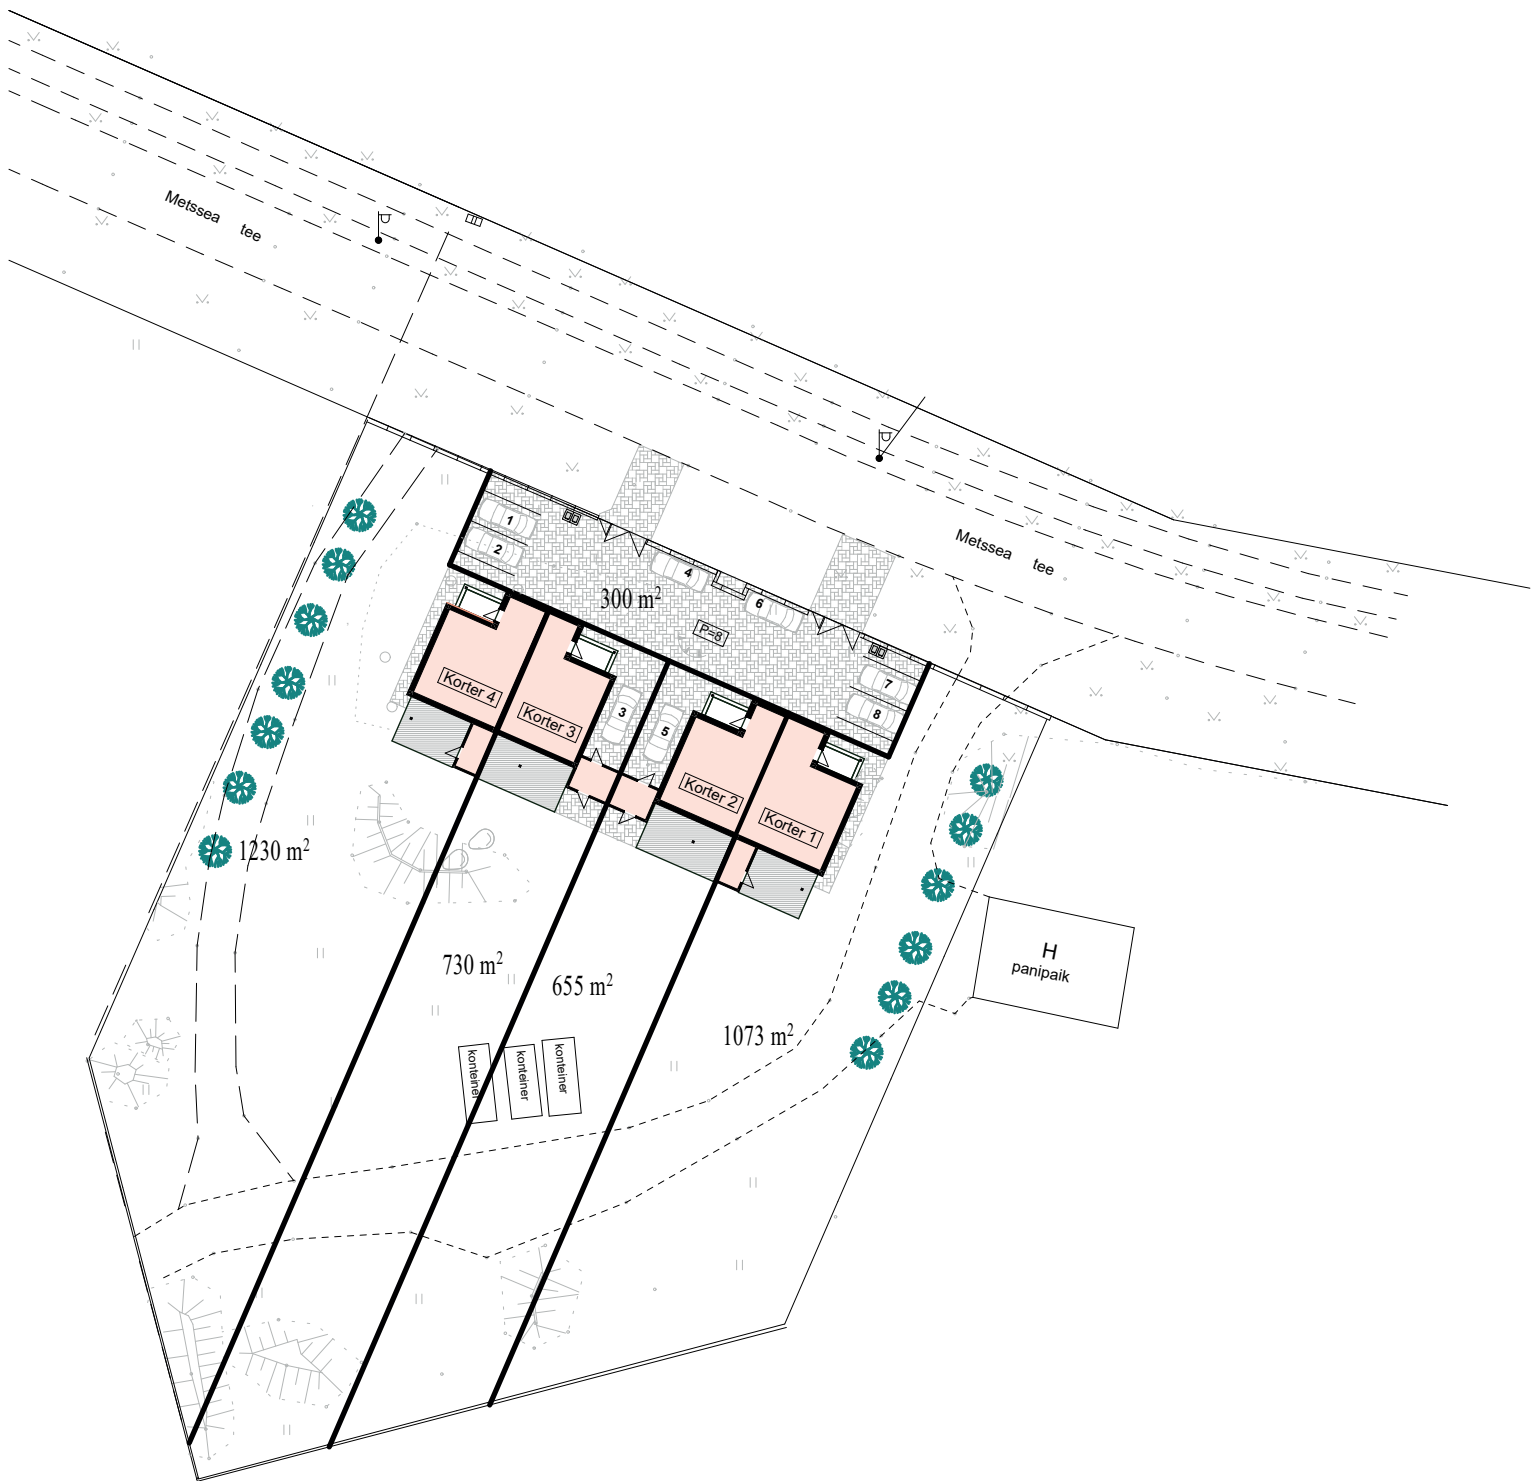 Metssea tee
1
2
4
300 m²
6
P=8
Metssea tee
7
8
Korter 4
Korter 3
3
5
Korter 2
Korter 1
1230 m²
730 m²
655 m²
1073 m²
H
panipaik
konteiner
konteiner
konteiner